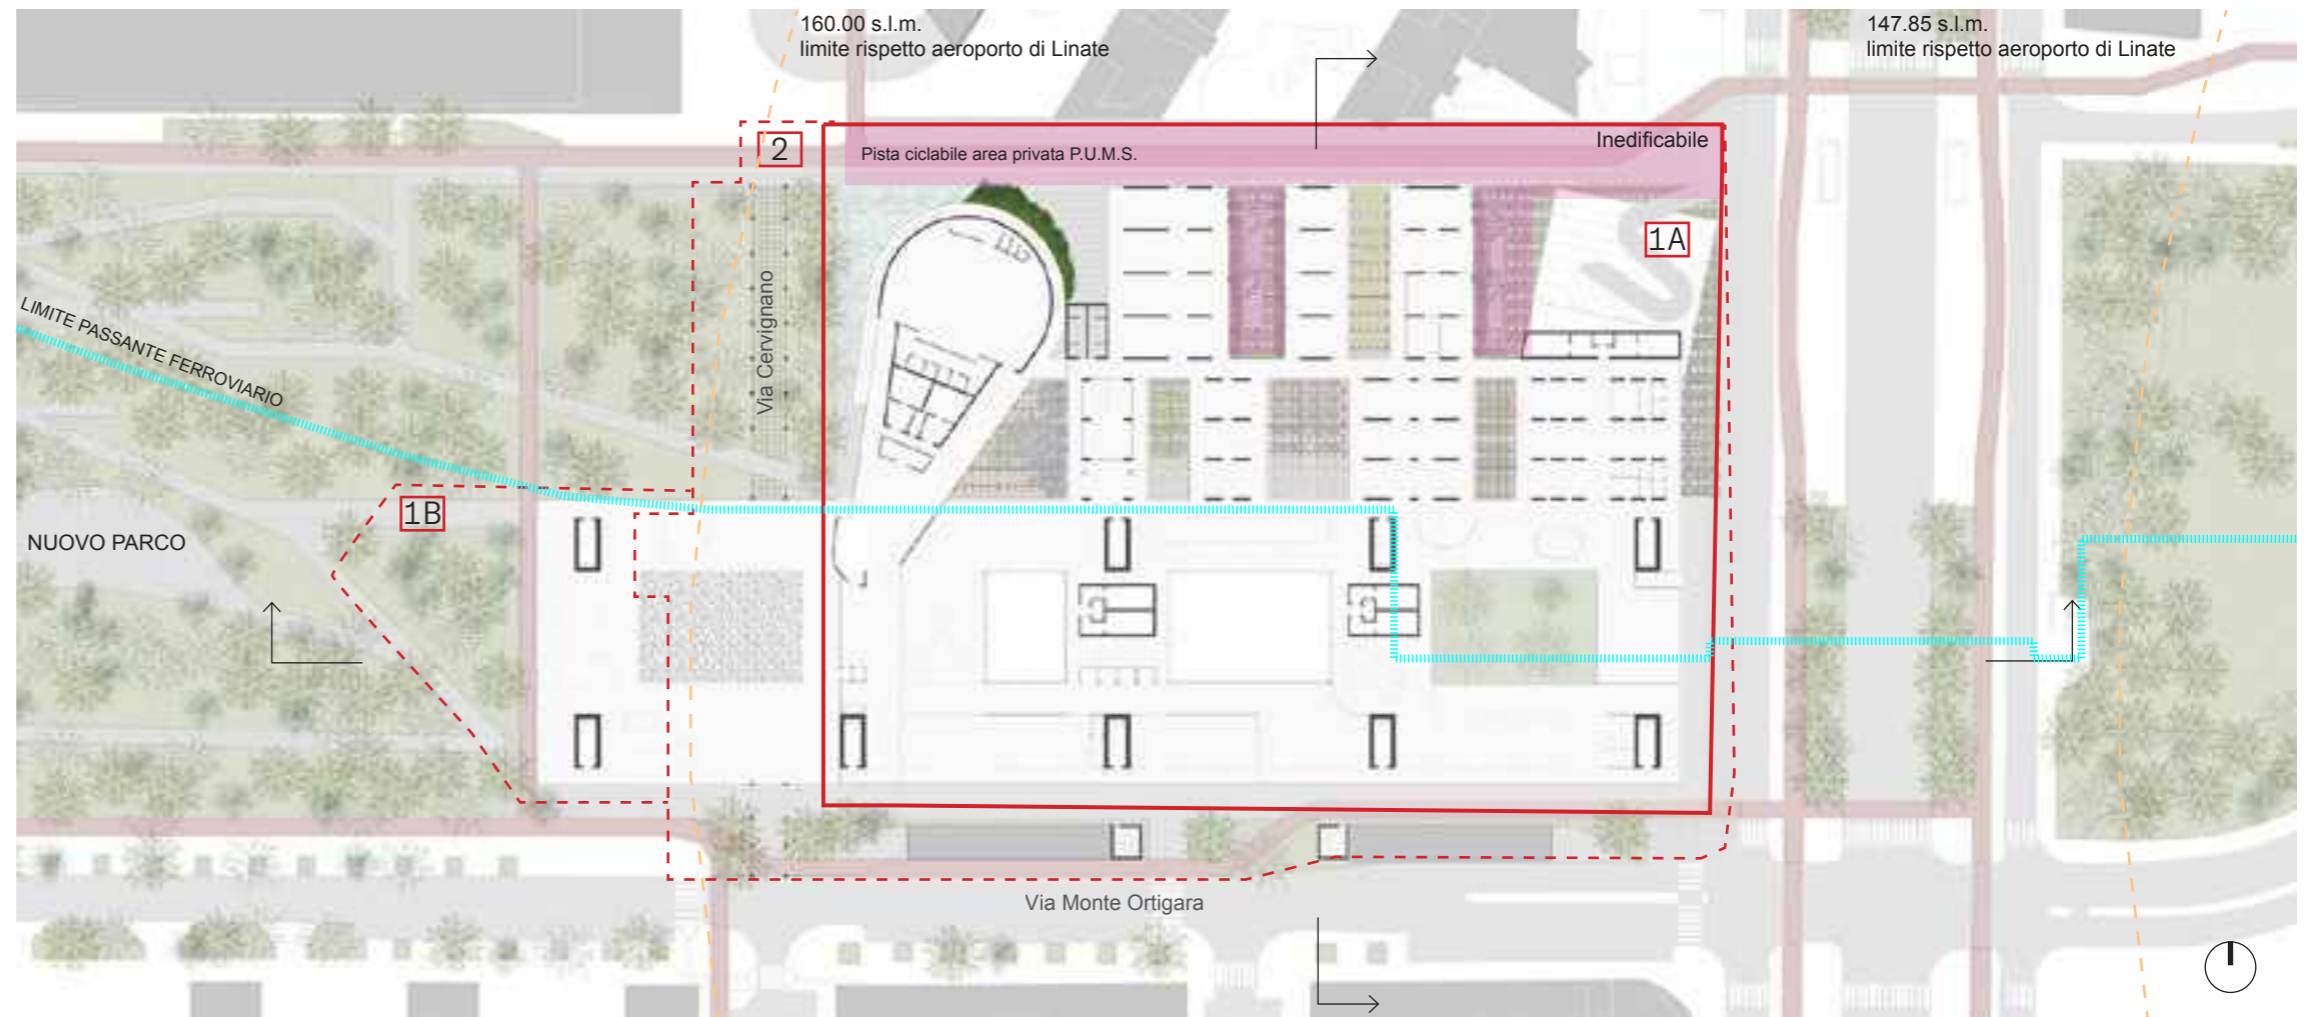 160.00 s.l.m.
limite rispetto aeroporto di Linate
147.85 s.l.m.
limite rispetto aeroporto di Linate
Inedificabile
2
Pista ciclabile area privata P.U.M.S.
1A
Via Cervignano
LIMITE PASSANTE FERROVIARIO
1B
NUOVO PARCO
Via Monte Ortigara